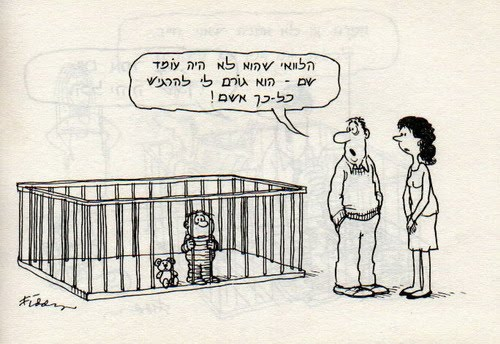 הלוואי שהוא לא היה עומד
שם - הוא גורם לי להרגיש
כל-כך אשם!